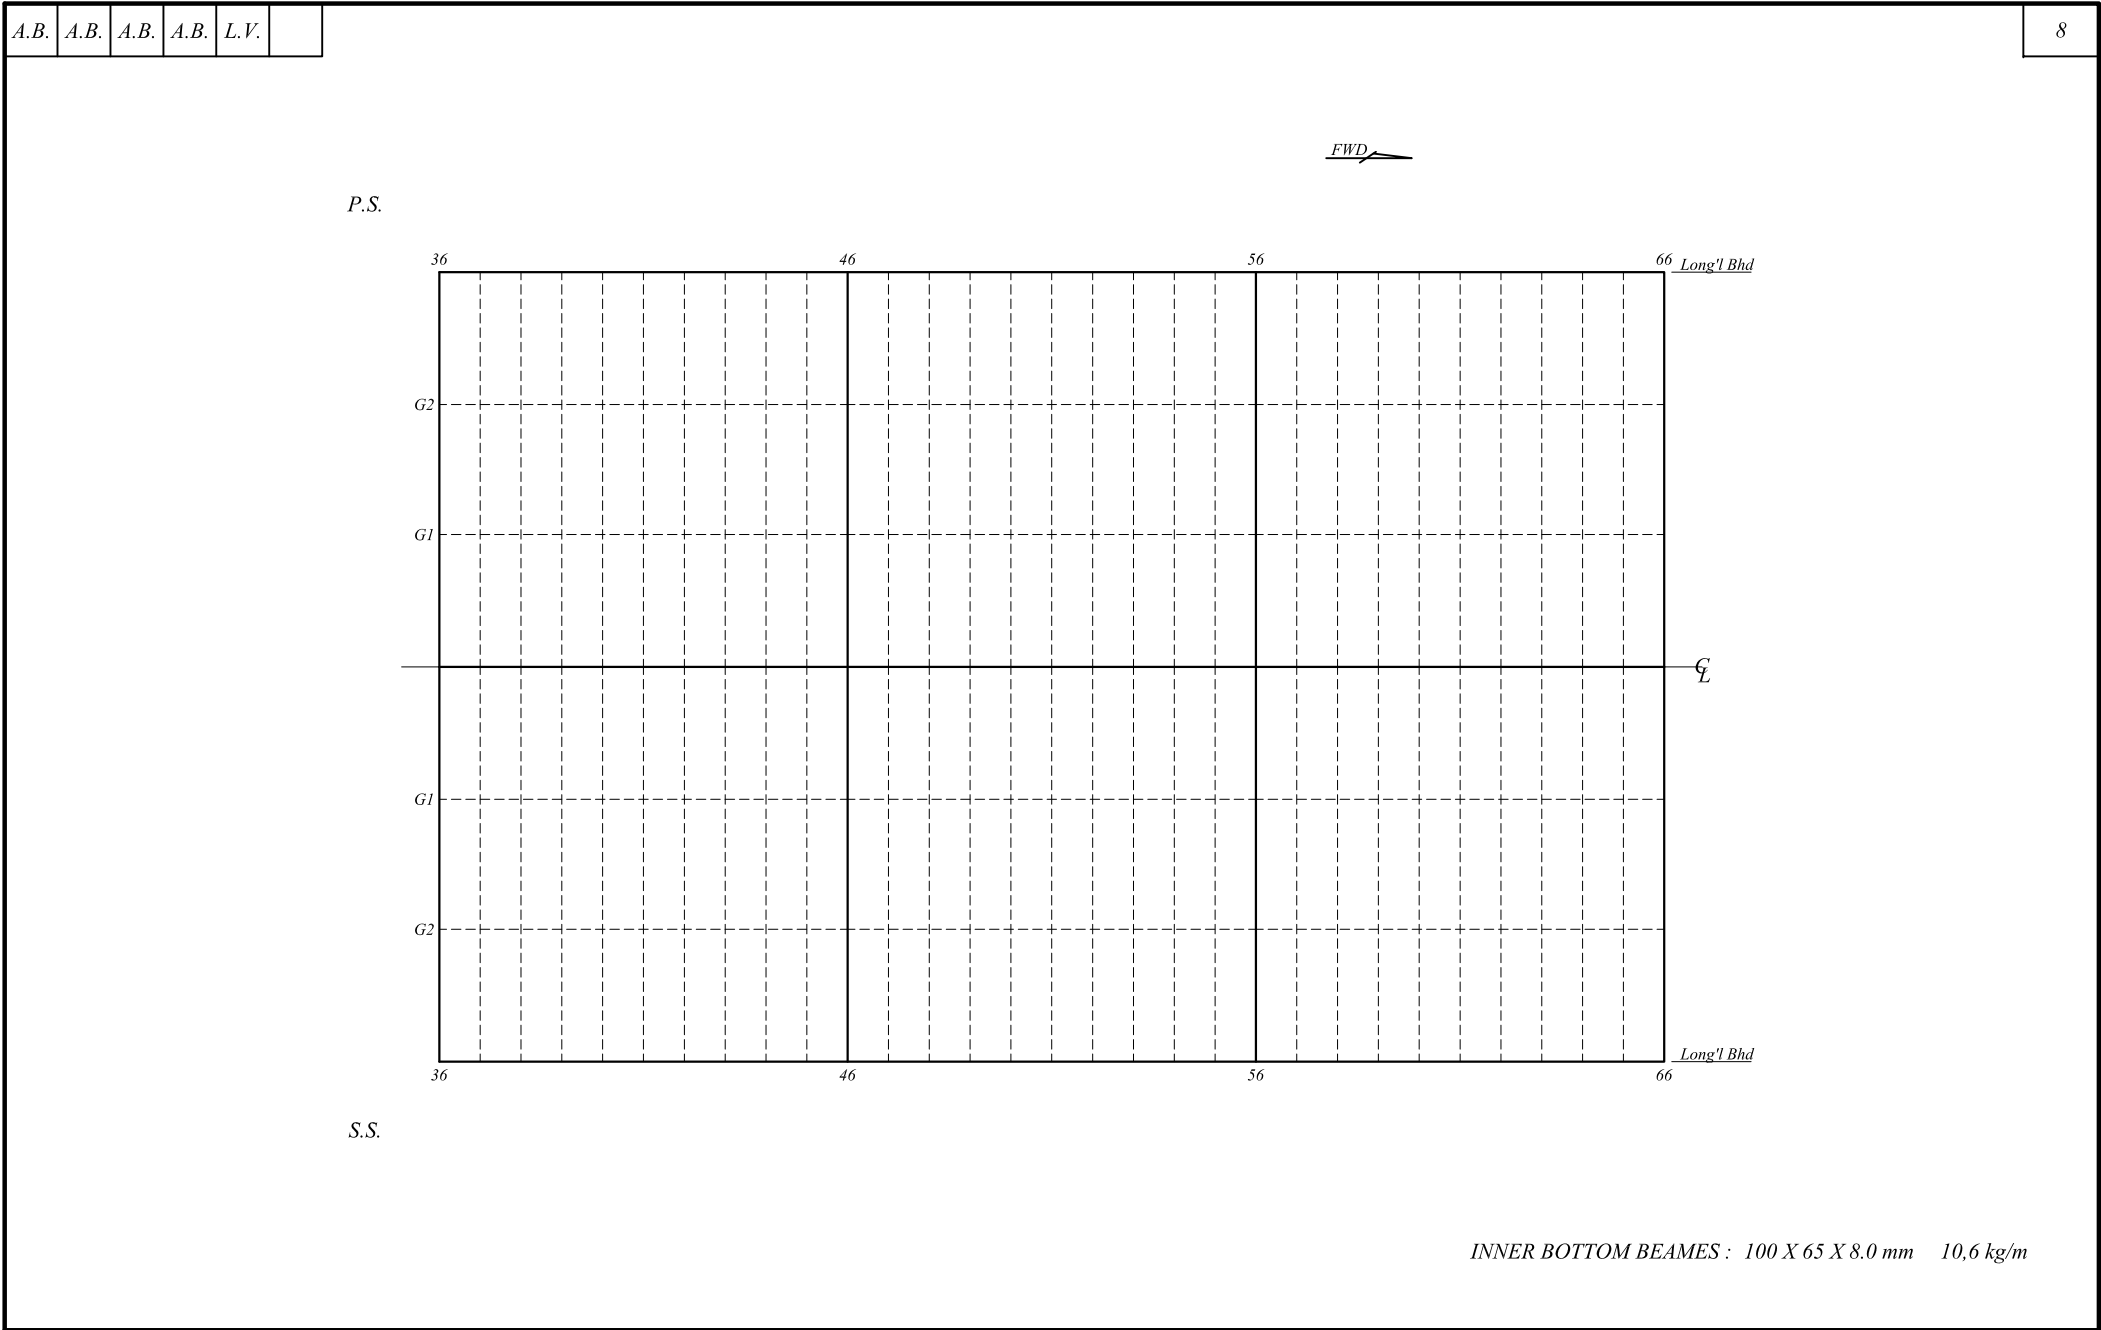 A.B. A.B. A.B. A.B. L.V. 8
FWD
P.S.
36 46 56 66 Long'l Bhd
G2
G1
CL
G1
G2
Long'l Bhd
36 46 56 66
S.S.
INNER BOTTOM BEAMES : 100 X 65 X 8.0 mm 10,6 kg/m